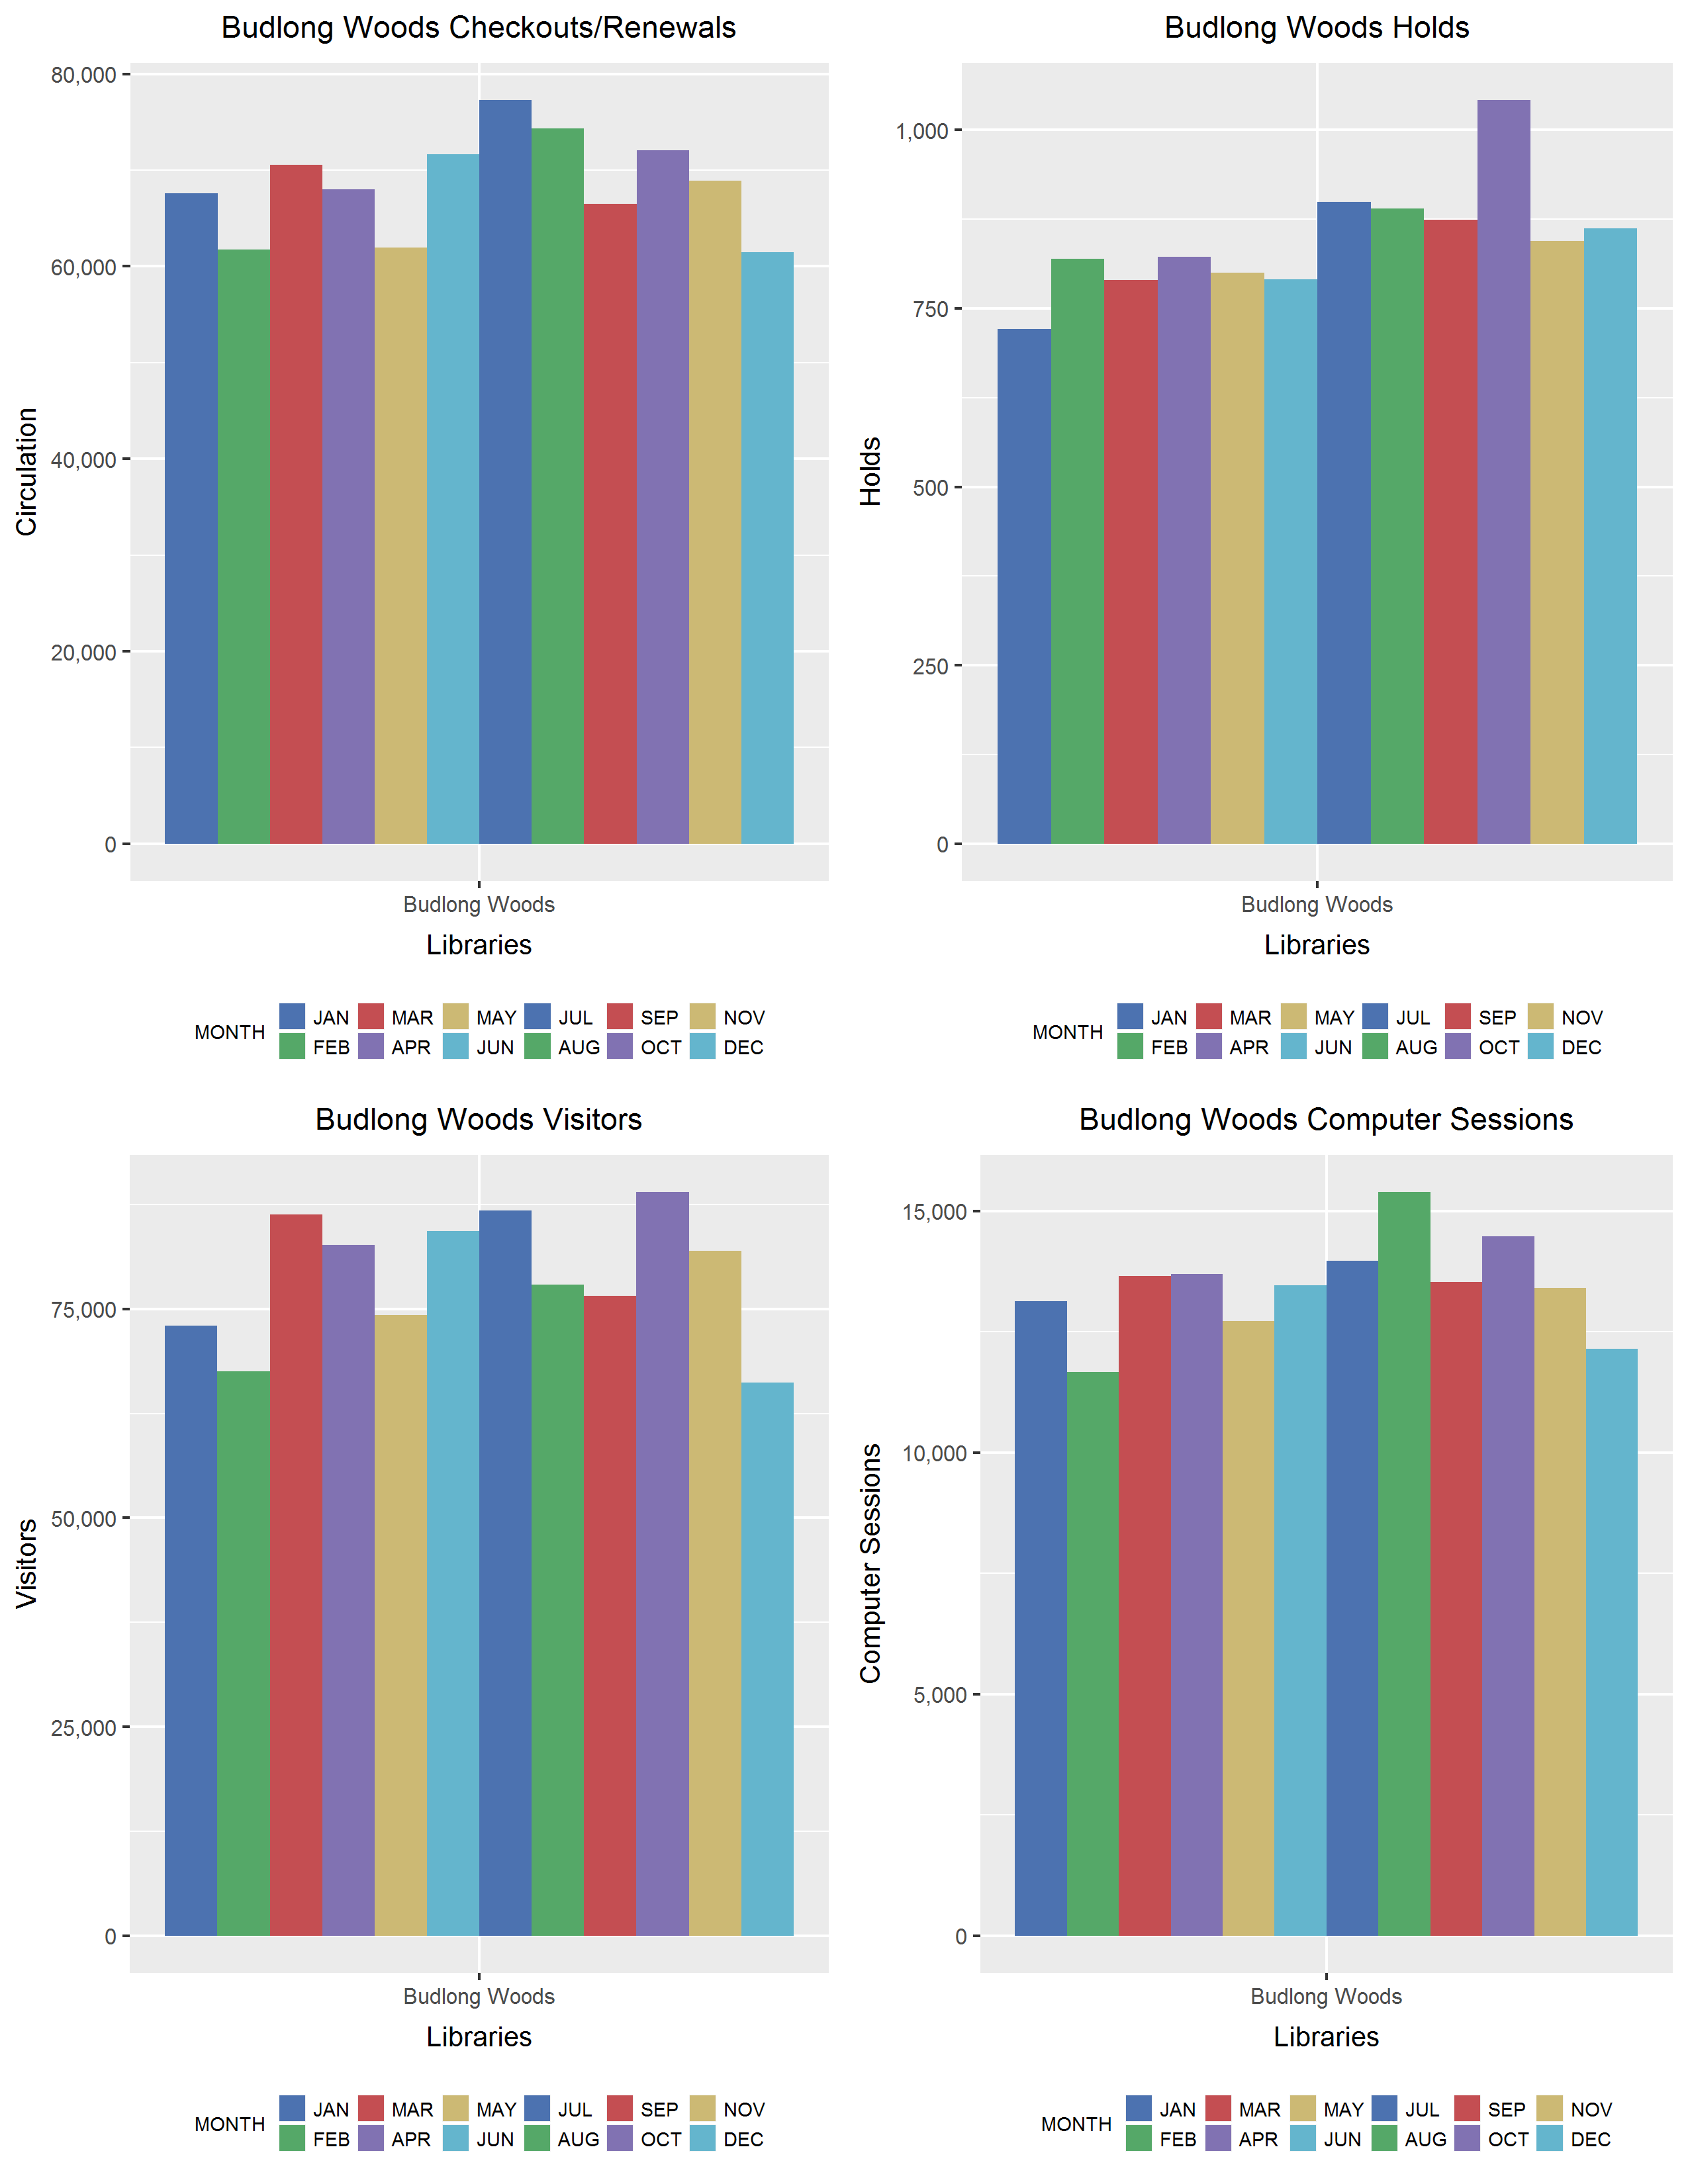 Budlong Woods Checkouts/Renewals
80,000
60,000
40,000
20,000
0
Circulation
Budlong Woods
Libraries
MONTH
JAN MAR MAY JUL SEP NOV
FEB APR JUN AUG OCT DEC
Budlong Woods Holds
1,000
750
500
250
0
Holds
Budlong Woods
Libraries
MONTH
JAN MAR MAY JUL SEP NOV
FEB APR JUN AUG OCT DEC
Budlong Woods Visitors
75,000
50,000
25,000
0
Visitors
Budlong Woods
Libraries
MONTH
JAN MAR MAY JUL SEP NOV
FEB APR JUN AUG OCT DEC
Budlong Woods Computer Sessions
15,000
10,000
5,000
0
Computer Sessions
Budlong Woods
Libraries
MONTH
JAN MAR MAY JUL SEP NOV
FEB APR JUN AUG OCT DEC